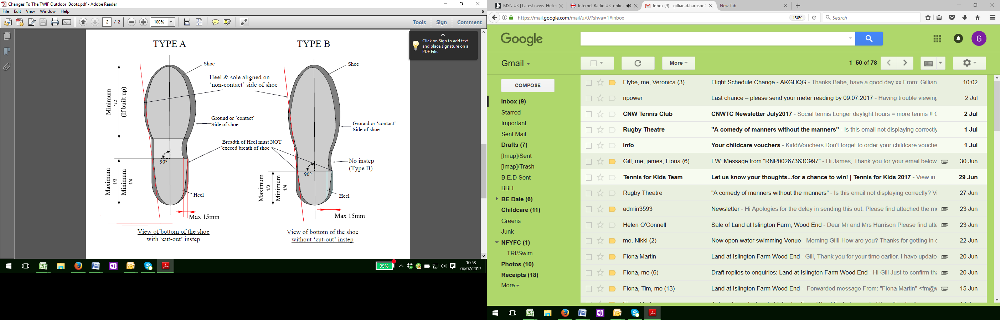 Changes To The TWIF Outdoor Boots.pdf - Adobe Reader
File Edit View Window Help
2 / 2 100% Tools Sign Comment
Click on Sign to add text
and place signature on a
PDF File.
TYPE A TYPE B
Shoe
Shoe
Heel & sole aligned on
‘non-contact’ side of shoe
Minimum
1/2
(If built up)
Ground or ‘contact’
Side of shoe
Ground or ‘contact’
Side of shoe
Breadth of Heel must NOT
exceed breath of shoe
90°
90°
No instep
(Type B)
Maximum
1/3
Minimum
1/4
Maximum
1/3
Minimum
1/4
Heel
Heel
Max 15mm
Max 15mm
View of bottom of the shoe
with ‘cut-out’ instep
View of bottom of the shoe
without ‘cut-out’ instep
99%
10:58
04/07/2017
MSN UK | Latest news, Hotm
Internet Radio UK, online
Inbox (9) - gillian.d.harrison
New Tab
https://mail.google.com/mail/u/0/?shva=1#inbox 130% Search
Google G
Gmail More 1–50 of 78
COMPOSE
Inbox (9)
Starred
Important
Sent Mail
Drafts (7)
[Imap]/Sent
[Imap]/Trash
B.E.D Sent
BBH
BE Dale (6)
Childcare (11)
Greens
Junk
NFYFC (1)
TRI/Swim
Photos (10)
Receipts (18)
More
Flybe, me, Veronica (3) Flight Schedule Change - AKGHQG - Thanks Babe, have a good day xx From: Gillian 10:02
npower Last chance – please send your meter reading by 09.07.2017 - Having trouble viewing 2 Jul
CNW Tennis Club CNWTC Newsletter July2017 - Social tennis Longer daylight hours = more tennis !! 2 Jul
Rugby Theatre "A comedy of manners without the manners" - Is this email not displaying correctly 1 Jul
info Your childcare vouchers - KiddiVouchers Don't forget to order your childcare vouche 1 Jul
Gill, me, james, Fiona (6) FW: Message from "RNP00267363C997" - Hi James, Thank you for your email below 30 Jun
Tennis for Kids Team Let us know your thoughts...for a chance to win! | Tennis for Kids 2017 - View in 29 Jun
Rugby Theatre "A comedy of manners without the manners" - Is this email not displaying correctly? Vi 27 Jun
admin3593 Newsletter - Hi Apologies for the delay in sending this out. Please find attached the mo 23 Jun
Helen O'Connell Sale of Land at Islington Farm, Wood End - Dear Mr and Mrs Harrison Please find atta 23 Jun
me, Nikki (2) New open water swimming Venue - Morning Gill! How are you? Thanks for getting in c 22 Jun
Fiona Martin Land at Islington Farm Wood End - Gill, Thank you for your time earlier. I have update 20 Jun
Fiona, me (6) Draft replies to enquiries: Land at Islington Farm Wood End - Hi Gill Just to confirm tha 20 Jun
Fiona, Tim, me (13) Land at Islington Farm Wood End - Forwarded message From: "Fiona Martin" <fm@v 15 Jun